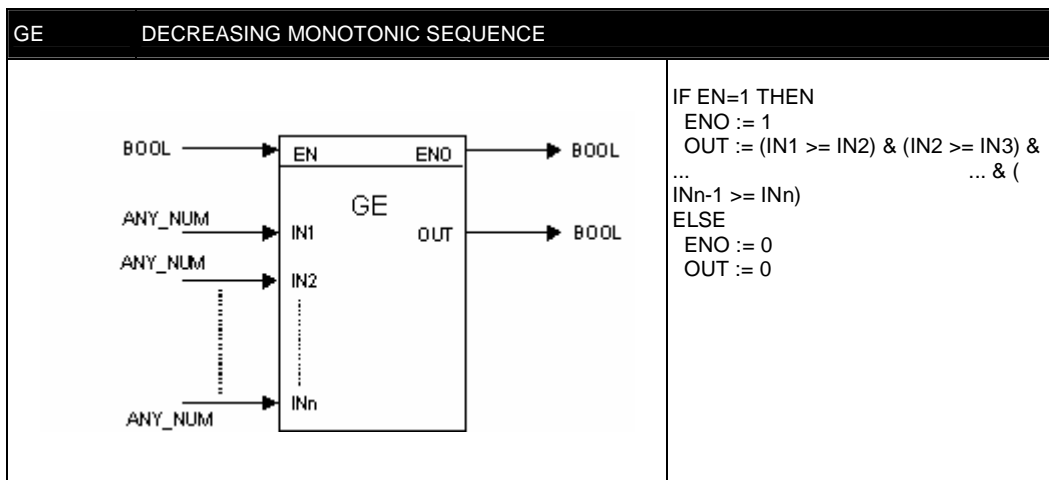 GE DECREASING MONOTONIC SEQUENCE
BOOL
EN
ENO
BOOL
GE
ANY_NUM
IN1
OUT
BOOL
ANY_NUM
IN2
INn
ANY_NUM
IF EN=1 THEN
ENO := 1
OUT := (IN1 >= IN2) & (IN2 >= IN3) &
... ... & (
INn-1 >= INn)
ELSE
ENO := 0
OUT := 0